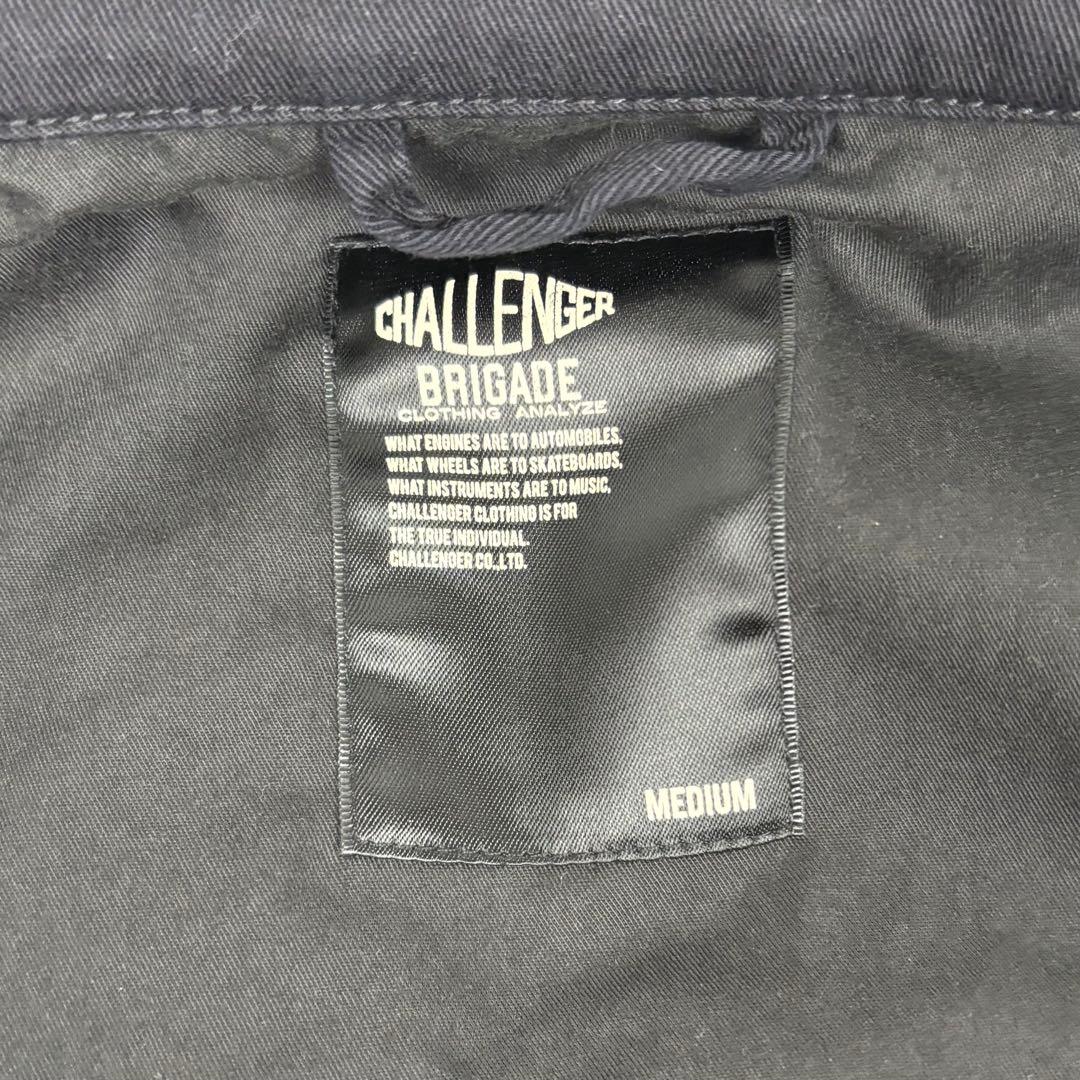 CHALLENGER
BRIGADE
CLOTHING ANALYZE
WHAT ENGINES ARE TO AUTOMOBILES,
WHAT WHEELS ARE TO SKATEBOARDS,
WHAT INSTRUMENTS ARE TO MUSIC,
CHALLENGER CLOTHING IS FOR
THE TRUE INDIVIDUAL.
CHALLENGER CO.,LTD.
MEDIUM